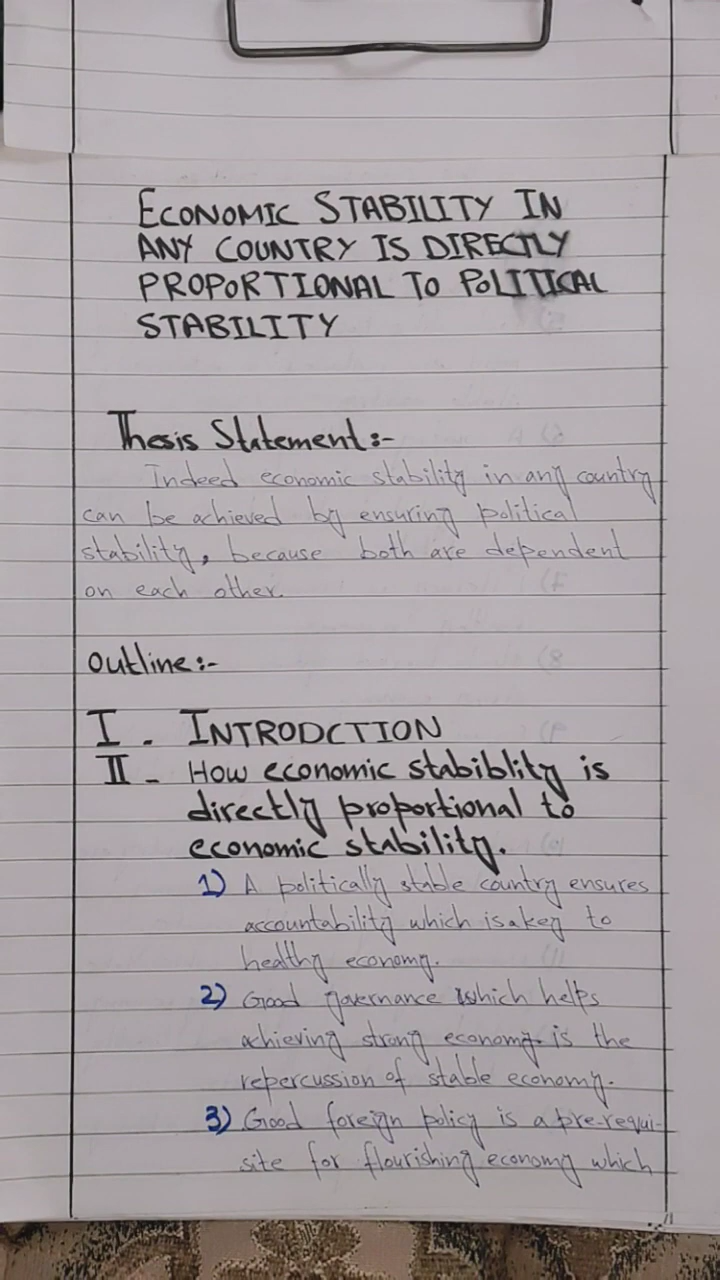 ECONOMIC STABILITY IN
ANY COUNTRY IS DIRECTLY
PROPORTIONAL TO POLITICAL
STABILITY
Thesis Statement:-
Indeed economic stability in any country
can be achieved by ensuring political
stability, because both are dependent
on each other.
outline:-
I. INTRODCTION
II- How economic stabiblity is
directly proportional to
economic stability.
1) A politically stable country ensures
accountability which is a key to
healthy economy.
2) Good governance which helps
achieving strong economy is the
repercussion of stable economy.
3) Good foreign policy is a pre-requi-
site for flourishing economy which